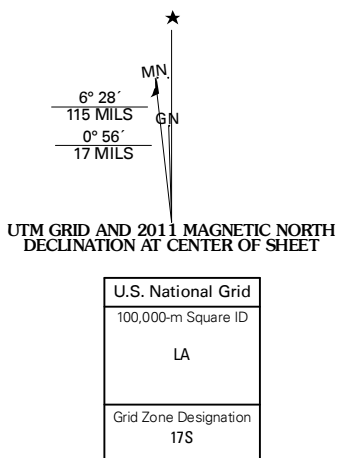 ★
MN
6° 28´
115 MILS
GN
0° 56´
17 MILS
UTM GRID AND 2011 MAGNETIC NORTH
DECLINATION AT CENTER OF SHEET
U.S. National Grid
100,000-m Square ID
LA
Grid Zone Designation
17S